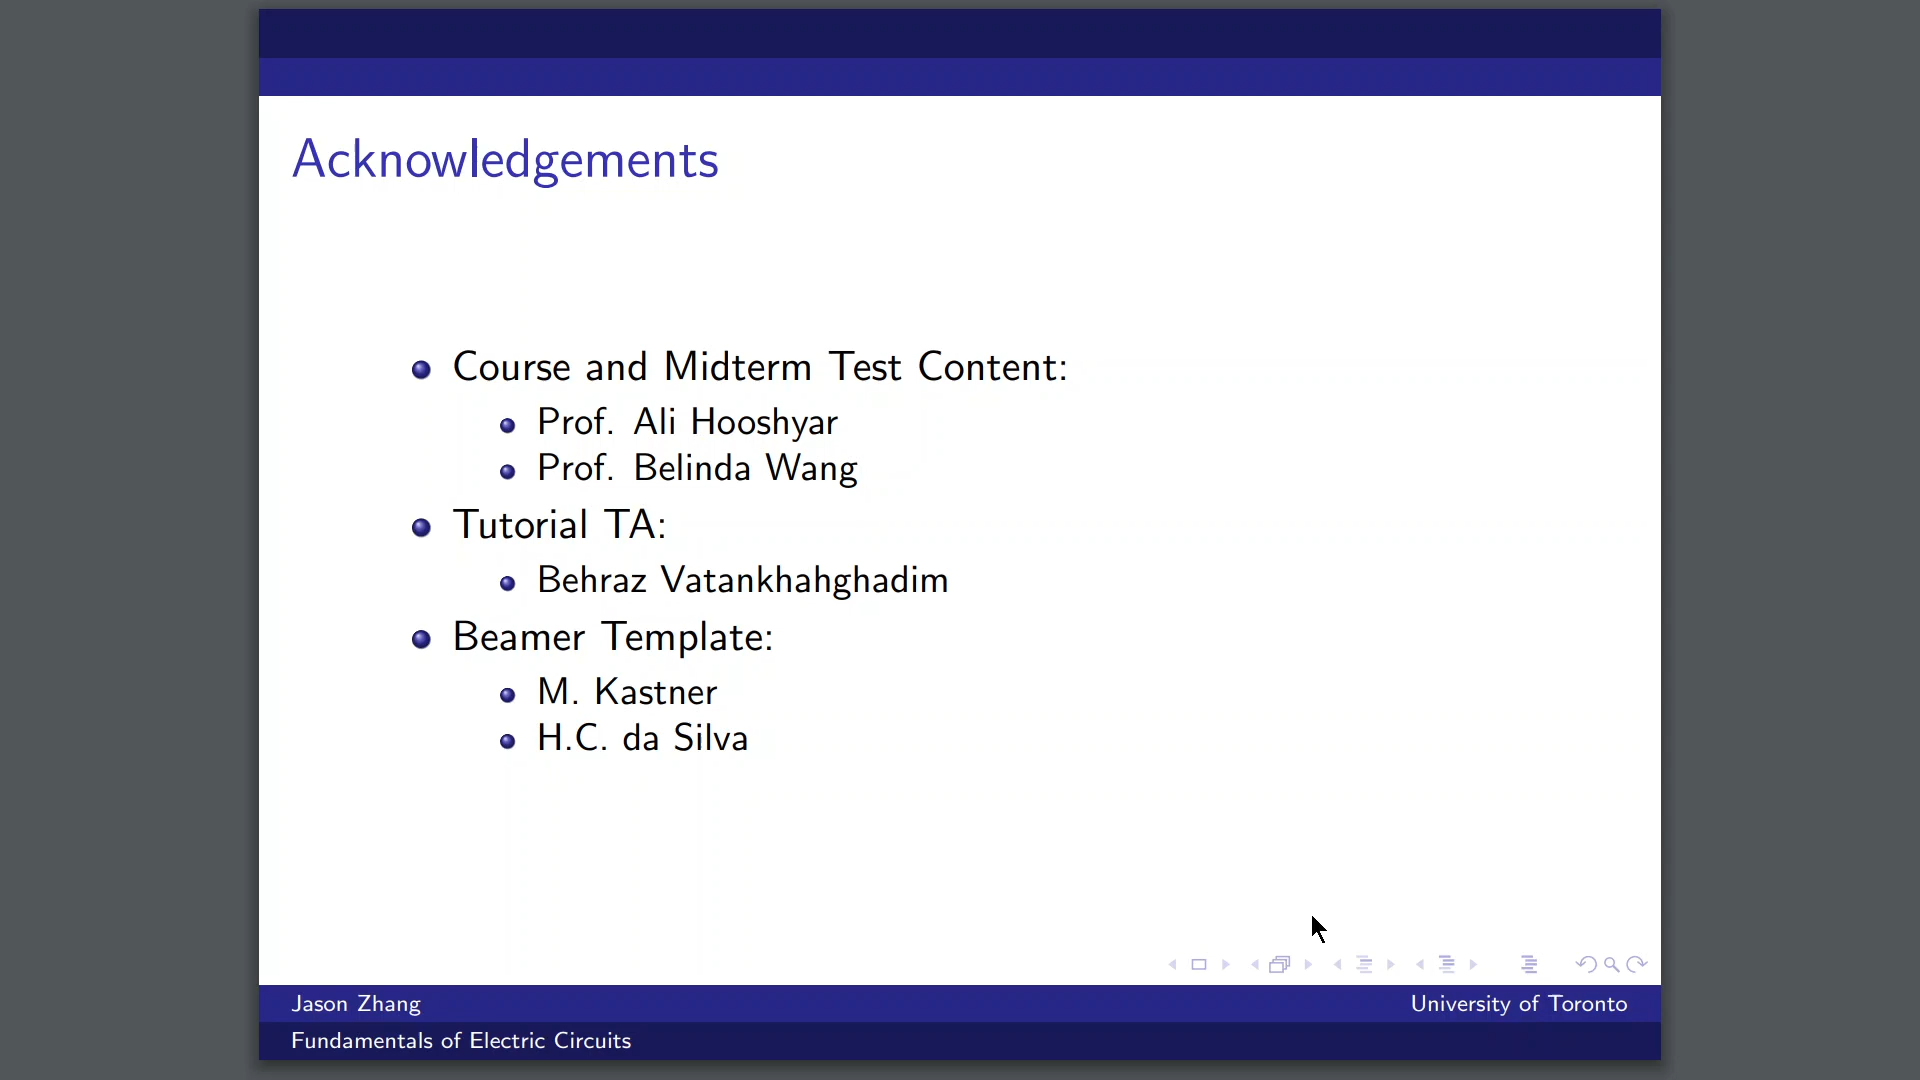 Acknowledgements
Course and Midterm Test Content:
Prof. Ali Hooshyar
Prof. Belinda Wang
Tutorial TA:
Behraz Vatankhahghadim
Beamer Template:
M. Kastner
H.C. da Silva
Jason Zhang
University of Toronto
Fundamentals of Electric Circuits